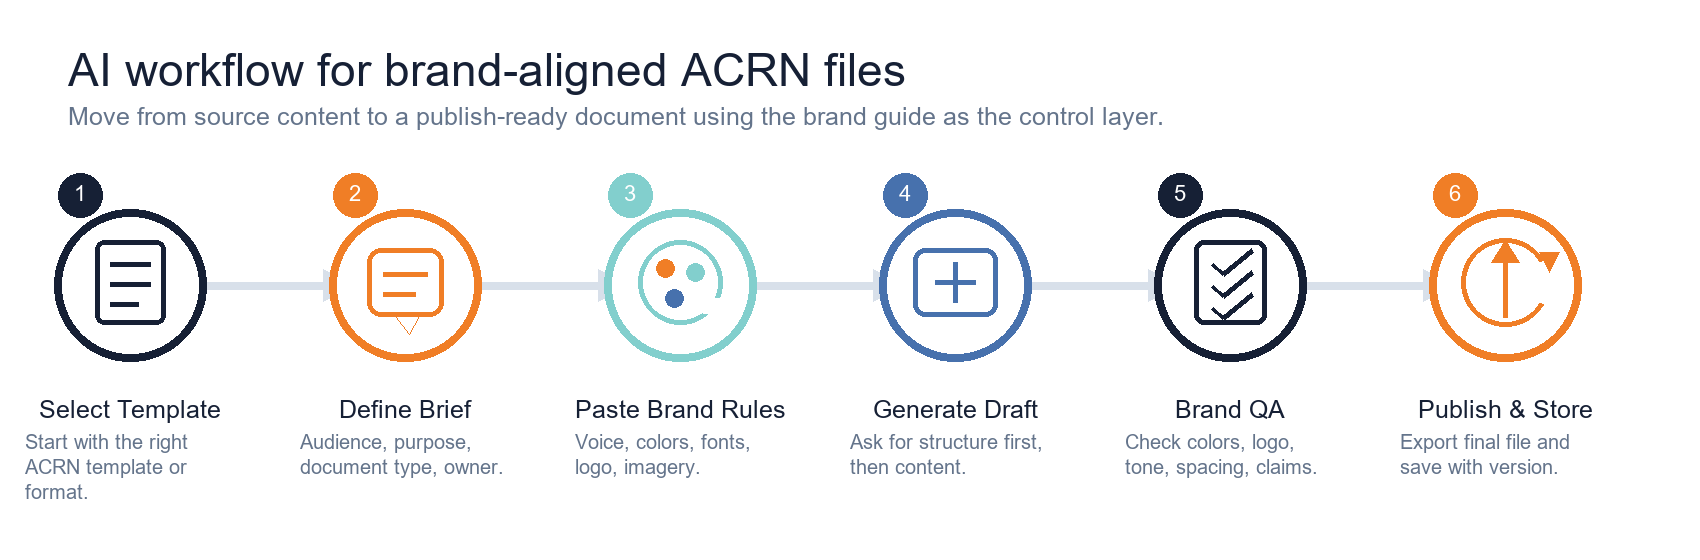 AI workflow for brand-aligned ACRN files
Move from source content to a publish-ready document using the brand guide as the control layer.
1
2
3
4
5
6
Select Template
Start with the right
ACRN template or
format.
Define Brief
Audience, purpose,
document type, owner.
Paste Brand Rules
Voice, colors, fonts,
logo, imagery.
Generate Draft
Ask for structure first,
then content.
Brand QA
Check colors, logo,
tone, spacing, claims.
Publish & Store
Export final file and
save with version.